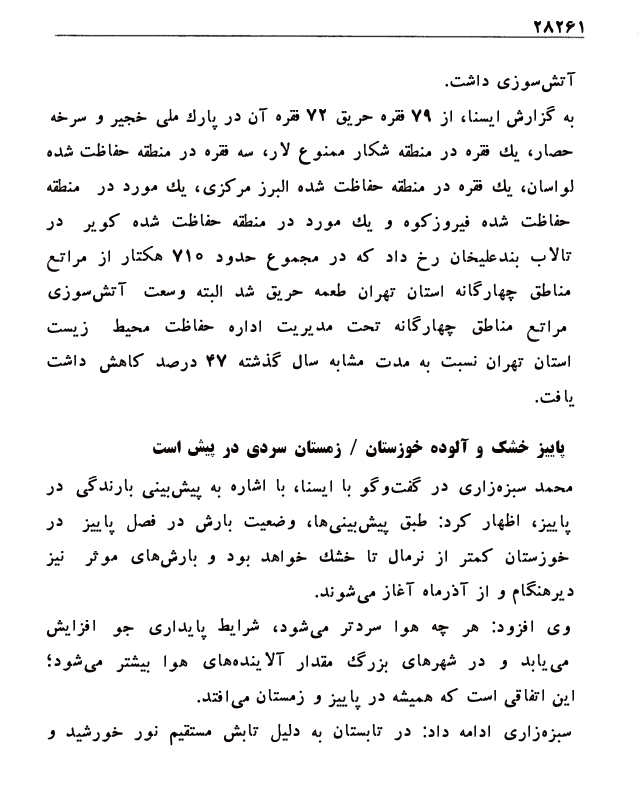 ۲۸۲۶۱
آتش‌سوزی داشت.
به گزارش ایسنا، از ۷۹ فقره حریق ۷۲ فقره آن در پارك ملی خجیر و سرخه
حصار، یك فقره در منطقه شکار ممنوع لار، سه فقره در منطقه حفاظت شده
لواسان، یك فقره در منطقه حفاظت شده البرز مرکزی، یك مورد در منطقه
حفاظت شده فیروزکوه و یك مورد در منطقه حفاظت شده کویر در
تالاب بندعلیخان رخ داد که در مجموع حدود ۷۱۰ هکتار از مراتع
مناطق چهارگانه استان تهران طعمه حریق شد البته وسعت آتش‌سوزی
مراتع مناطق چهارگانه تحت مدیریت اداره حفاظت محیط زیست
استان تهران نسبت به مدت مشابه سال گذشته ۴۷ درصد کاهش داشت
یافت.
پاییز خشک و آلوده خوزستان / زمستان سردی در پیش است
محمد سبزه‌زاری در گفت‌وگو با ایسنا، با اشاره به پیش‌بینی بارندگی در
پاییز، اظهار کرد: طبق پیش‌بینی‌ها، وضعیت بارش در فصل پاییز در
خوزستان کمتر از نرمال تا خشك خواهد بود و بارش‌های موثر نیز
دیرهنگام و از آذرماه آغاز می‌شوند.
وی افزود: هر چه هوا سردتر می‌شود، شرایط پایداری جو افزایش
می‌یابد و در شهرهای بزرگ مقدار آلاینده‌های هوا بیشتر می‌شود؛
این اتفاقی است که همیشه در پاییز و زمستان می‌افتد.
سبزه‌زاری ادامه داد: در تابستان به دلیل تابش مستقیم نور خورشید و